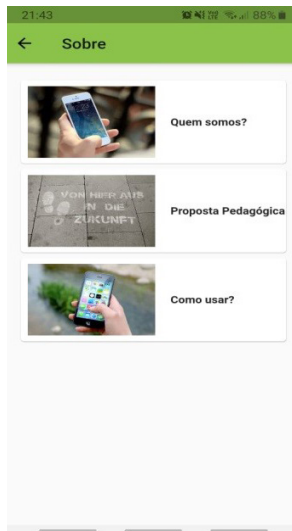 21:43
88%
Sobre
Quem somos?
VON HIER AUS
IN DIE
ZUKUNFT
Proposta Pedagógica
Como usar?